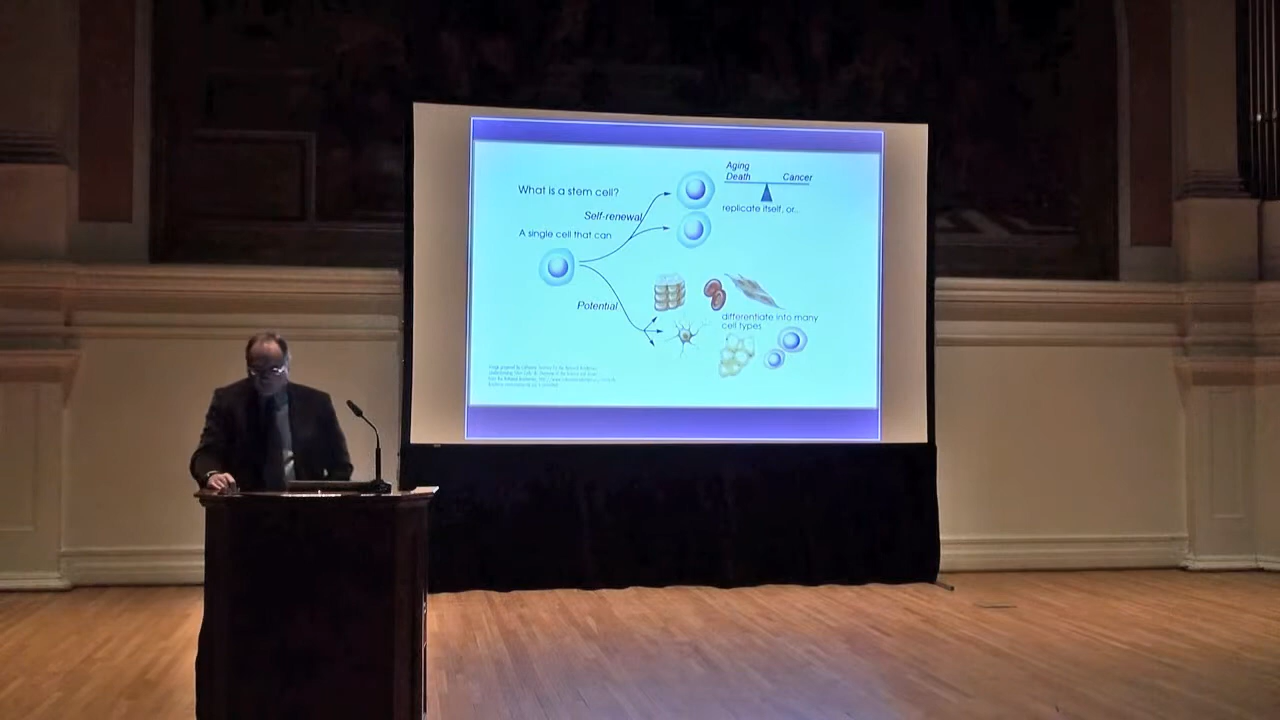 What is a stem cell?
Self-renewal
A single cell that can
Aging
Death
Cancer
replicate itself, or...
Potential
differentiate into many
cell types